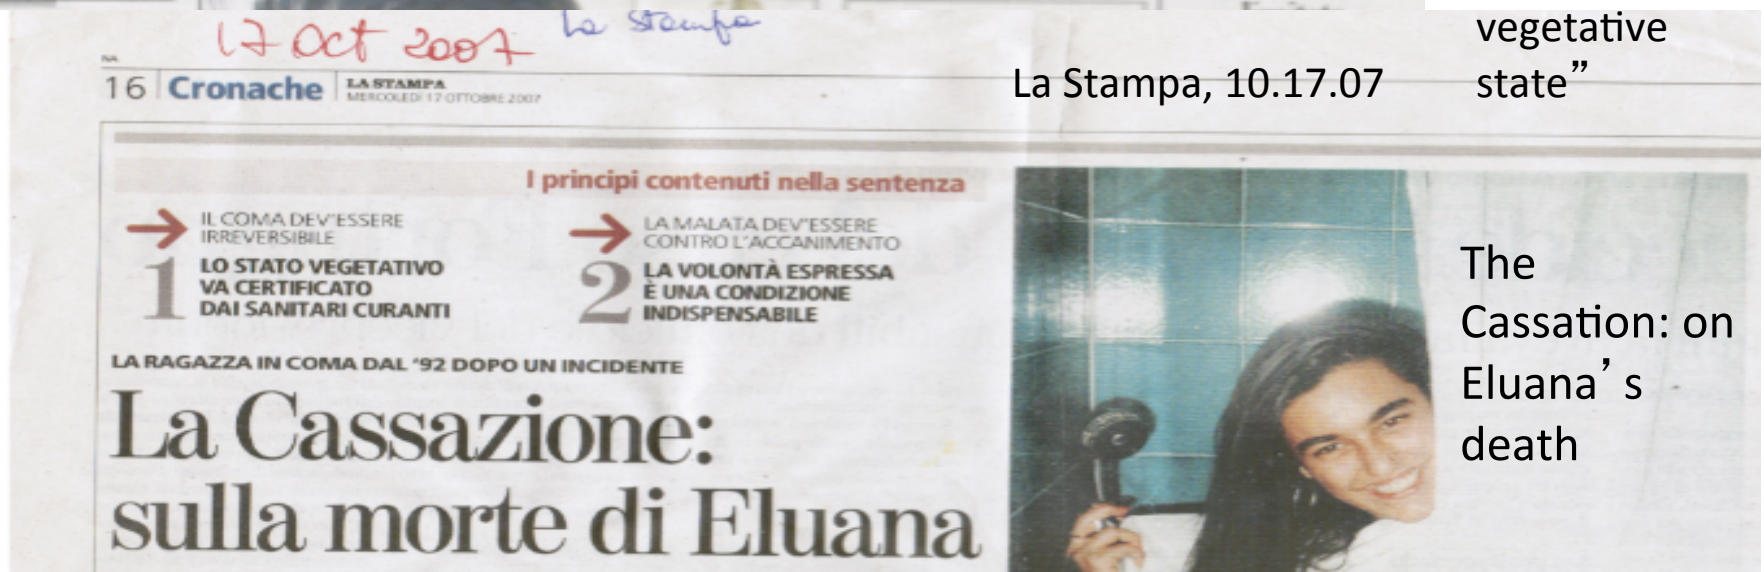 17 Oct 2007
La Stampa
vegetative
state”
La Stampa, 10.17.07
16 Cronache LA STAMPA
MERCOLEDÌ 17 OTTOBRE 2007
I principi contenuti nella sentenza
IL COMA DEV'ESSERE
IRREVERSIBILE
1
LO STATO VEGETATIVO
VA CERTIFICATO
DAI SANITARI CURANTI
LA MALATA DEV'ESSERE
CONTRO L'ACCANIMENTO
2
LA VOLONTÀ ESPRESSA
È UNA CONDIZIONE
INDISPENSABILE
LA RAGAZZA IN COMA DAL '92 DOPO UN INCIDENTE
La Cassazione:
sulla morte di Eluana
The
Cassation: on
Eluana’s
death